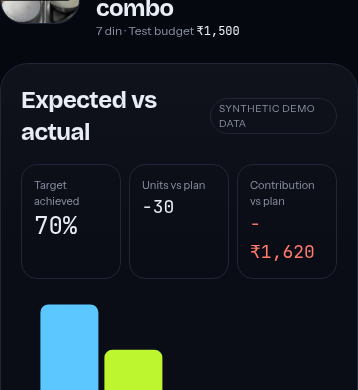 combo
7 din · Test budget ₹1,500
Expected vs
actual
SYNTHETIC DEMO
DATA
Target
achieved
70%
Units vs plan
-30
Contribution
vs plan
-
₹1,620